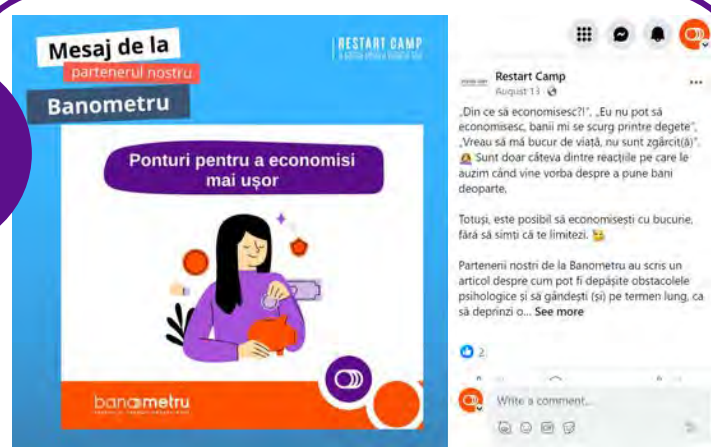 Mesaj de la
partenerul nostru
Banometru
RESTART CAMP
Ponturi pentru a economisi
mai ușor
banometru
Restart Camp
August 13
„Din ce să economisesc?!”, „Eu nu pot să
economisesc, banii mi se scurg printre degete”,
„Vreau să mă bucur de viață, nu sunt zgârcit(ă)”.
Sunt doar câteva dintre reacțiile pe care le
auzim când vine vorba despre a pune bani
deoparte.
Totuși, este posibil să economisești cu bucurie,
fără să simți că te limitezi.
Partenerii noștri de la Banometru au scris un
articol despre cum pot fi depășite obstacolele
psihologice și să gândești (și) pe termen lung, ca
să deprinzi o... See more
2
Write a comment...